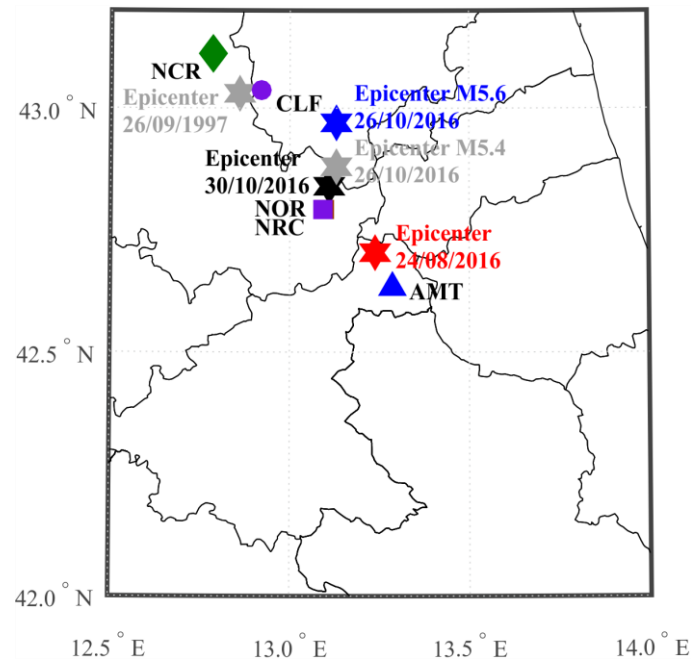 NCR
Epicenter
26/09/1997
CLF
43.0° N
Epicenter M5.6
26/10/2016
Epicenter M5.4
26/10/2016
Epicenter
30/10/2016
NOR
NRC
Epicenter
24/08/2016
AMT
42.5° N
42.0° N
12.5° E
13.0° E
13.5° E
14.0° E